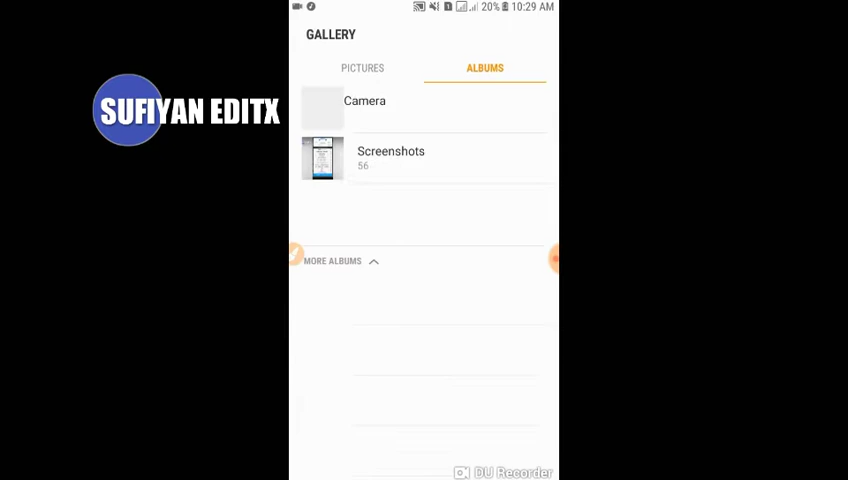 20% 10:29 AM
GALLERY
PICTURES ALBUMS
SUFIYAN EDITX
Camera
Screenshots
56
MORE ALBUMS
DU Recorder